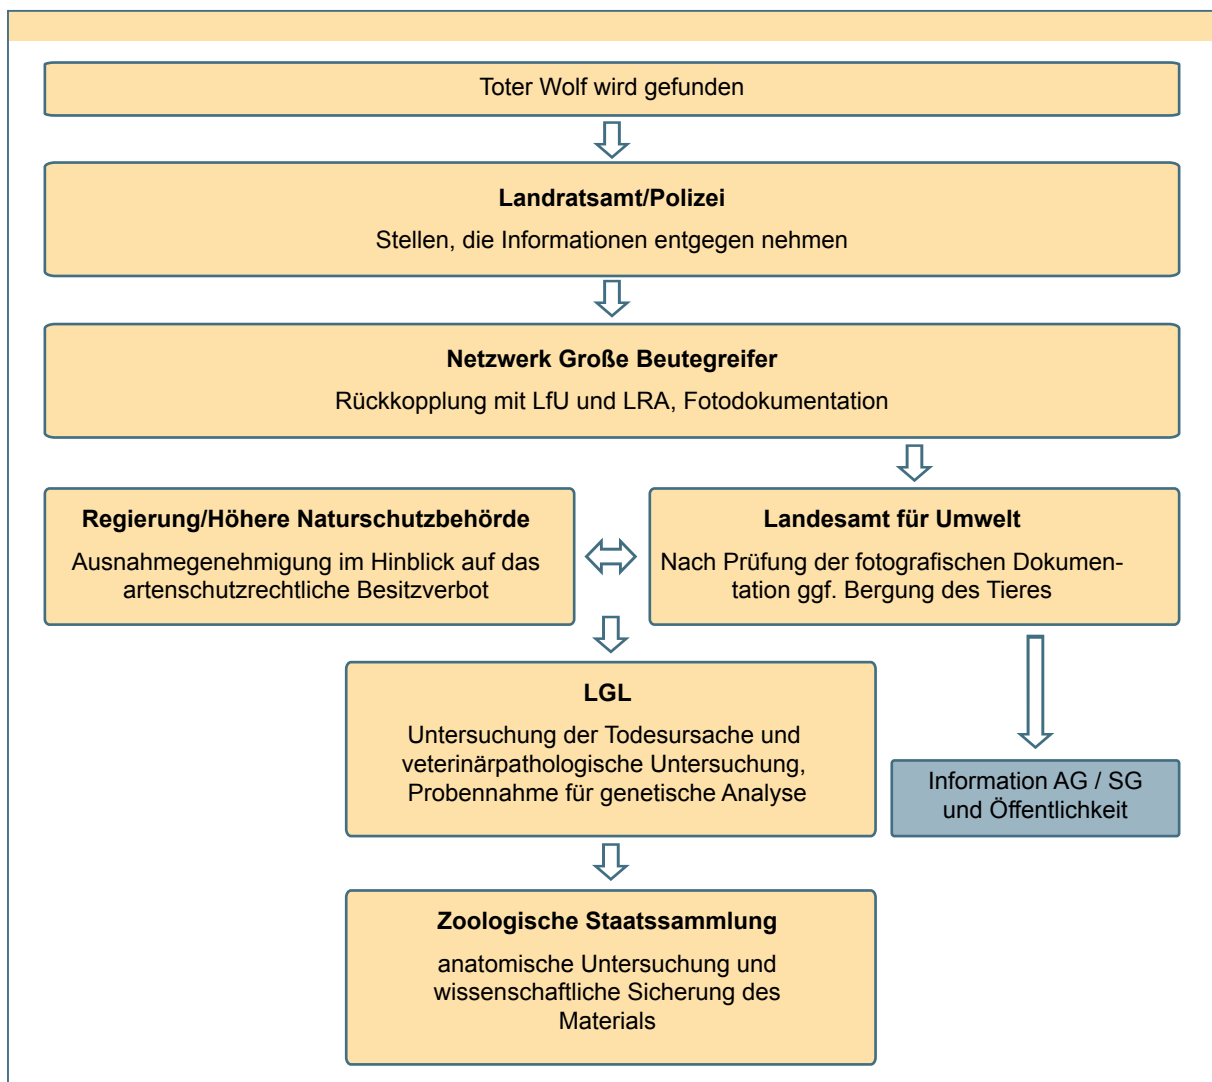 Toter Wolf wird gefunden
Landratsamt/Polizei
Stellen, die Informationen entgegen nehmen
Netzwerk Große Beutegreifer
Rückkopplung mit LfU und LRA, Fotodokumentation
Regierung/Höhere Naturschutzbehörde
Ausnahmegenehmigung im Hinblick auf das
artenschutzrechtliche Besitzverbot
Landesamt für Umwelt
Nach Prüfung der fotografischen Dokumen-
tation ggf. Bergung des Tieres
LGL
Untersuchung der Todesursache und
veterinärpathologische Untersuchung,
Probennahme für genetische Analyse
Information AG / SG
und Öffentlichkeit
Zoologische Staatssammlung
anatomische Untersuchung und
wissenschaftliche Sicherung des
Materials